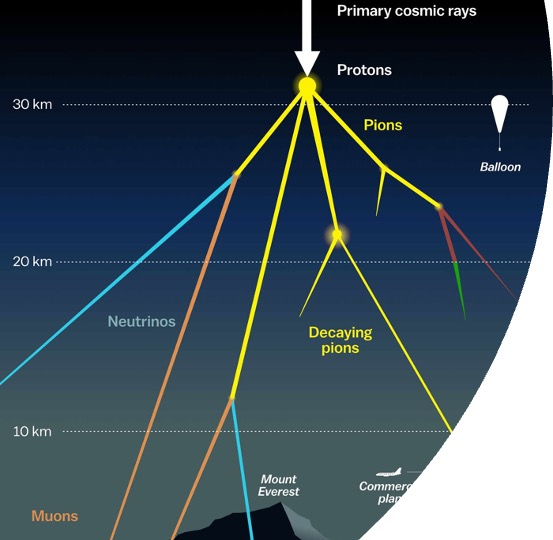 Primary cosmic rays
Protons
30 km
Pions
Balloon
20 km
Neutrinos
Decaying
pions
10 km
Mount
Everest
Muons